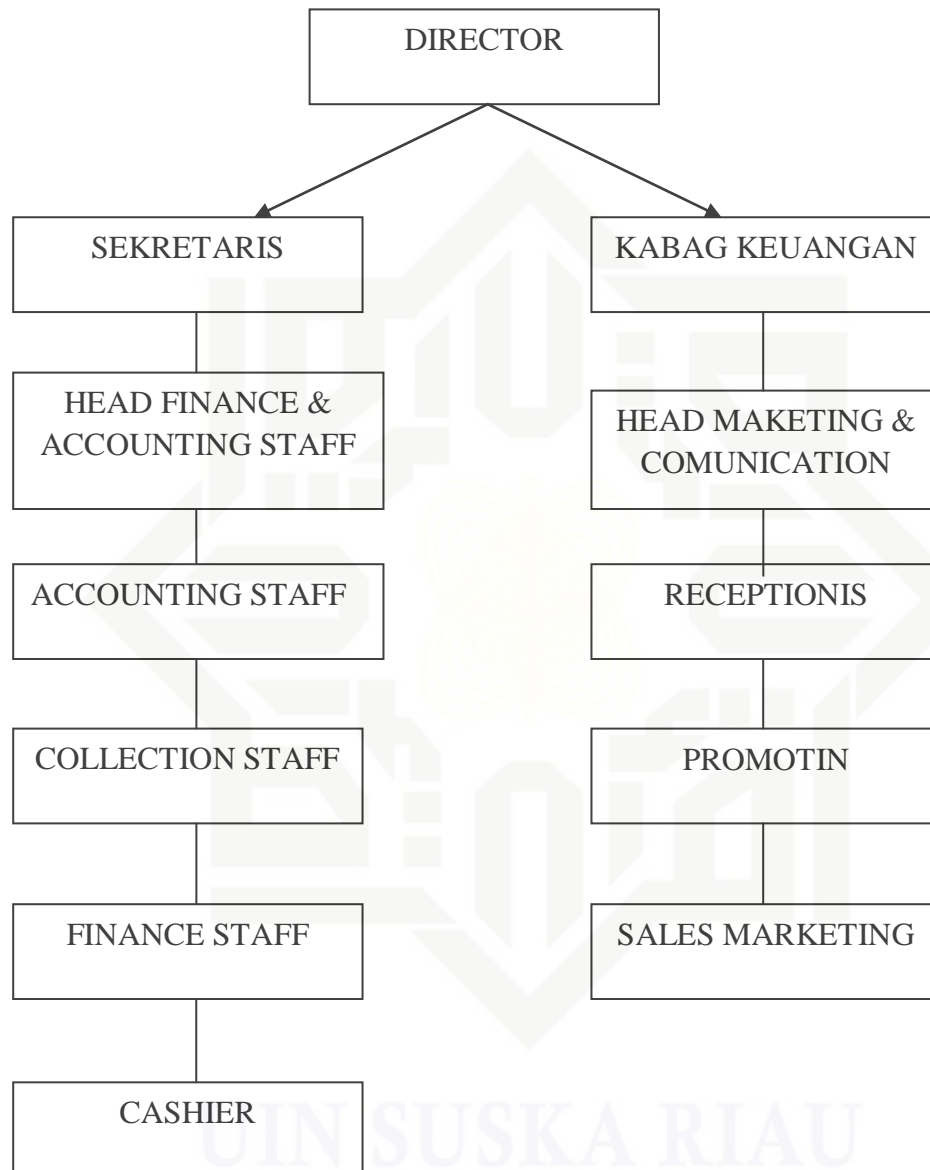 DIRECTOR
SEKRETARIS
KABAG KEUANGAN
HEAD FINANCE &
ACCOUNTING STAFF
HEAD MAKETING &
COMUNICATION
ACCOUNTING STAFF
RECEPTIONIS
COLLECTION STAFF
PROMOTIN
FINANCE STAFF
SALES MARKETING
CASHIER
UIN SUSKA RIAU